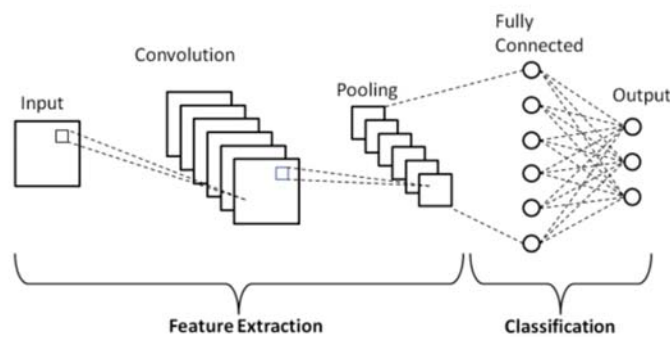 Fully
Connected
Convolution
Pooling
Input
Output
Feature Extraction
Classification